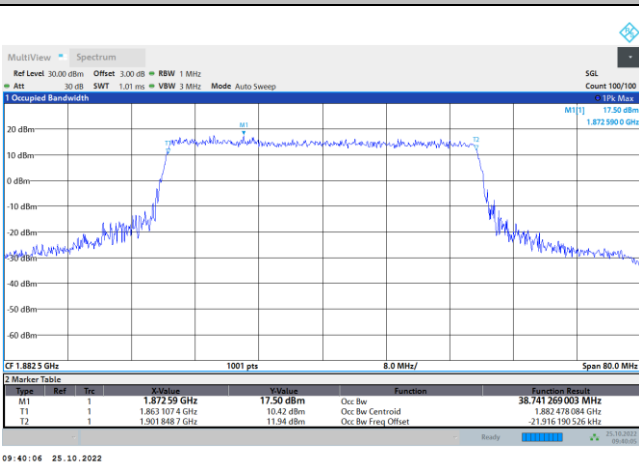 MultiView Spectrum
Ref Level 30.00 dBm Offset 3.00 dB RBW 1 MHz SGL
Att 30 dB SWT 1.01 ms VBW 3 MHz Mode Auto Sweep Count 100/100
1 Occupied Bandwidth 1Pk Max
M1[1] 17.50 dBm
1.872 590 0 GHz
M1
T1
T2
20 dBm
10 dBm
0 dBm
-10 dBm
-20 dBm
-30 dBm
-40 dBm
-50 dBm
-60 dBm
CF 1.882 5 GHz 1001 pts 8.0 MHz/ Span 80.0 MHz
2 Marker Table
Type Ref Trc X-Value Y-Value Function Function Result
M1 1 1.872 59 GHz 17.50 dBm Occ Bw 38.741 269 003 MHz
T1 1 1.863 107 4 GHz 10.42 dBm Occ Bw Centroid 1.882 478 084 GHz
T2 1 1.901 848 7 GHz 11.94 dBm Occ Bw Freq Offset -21.916 190 526 kHz
Ready 25.10.2022
09:40:05
09:40:06 25.10.2022